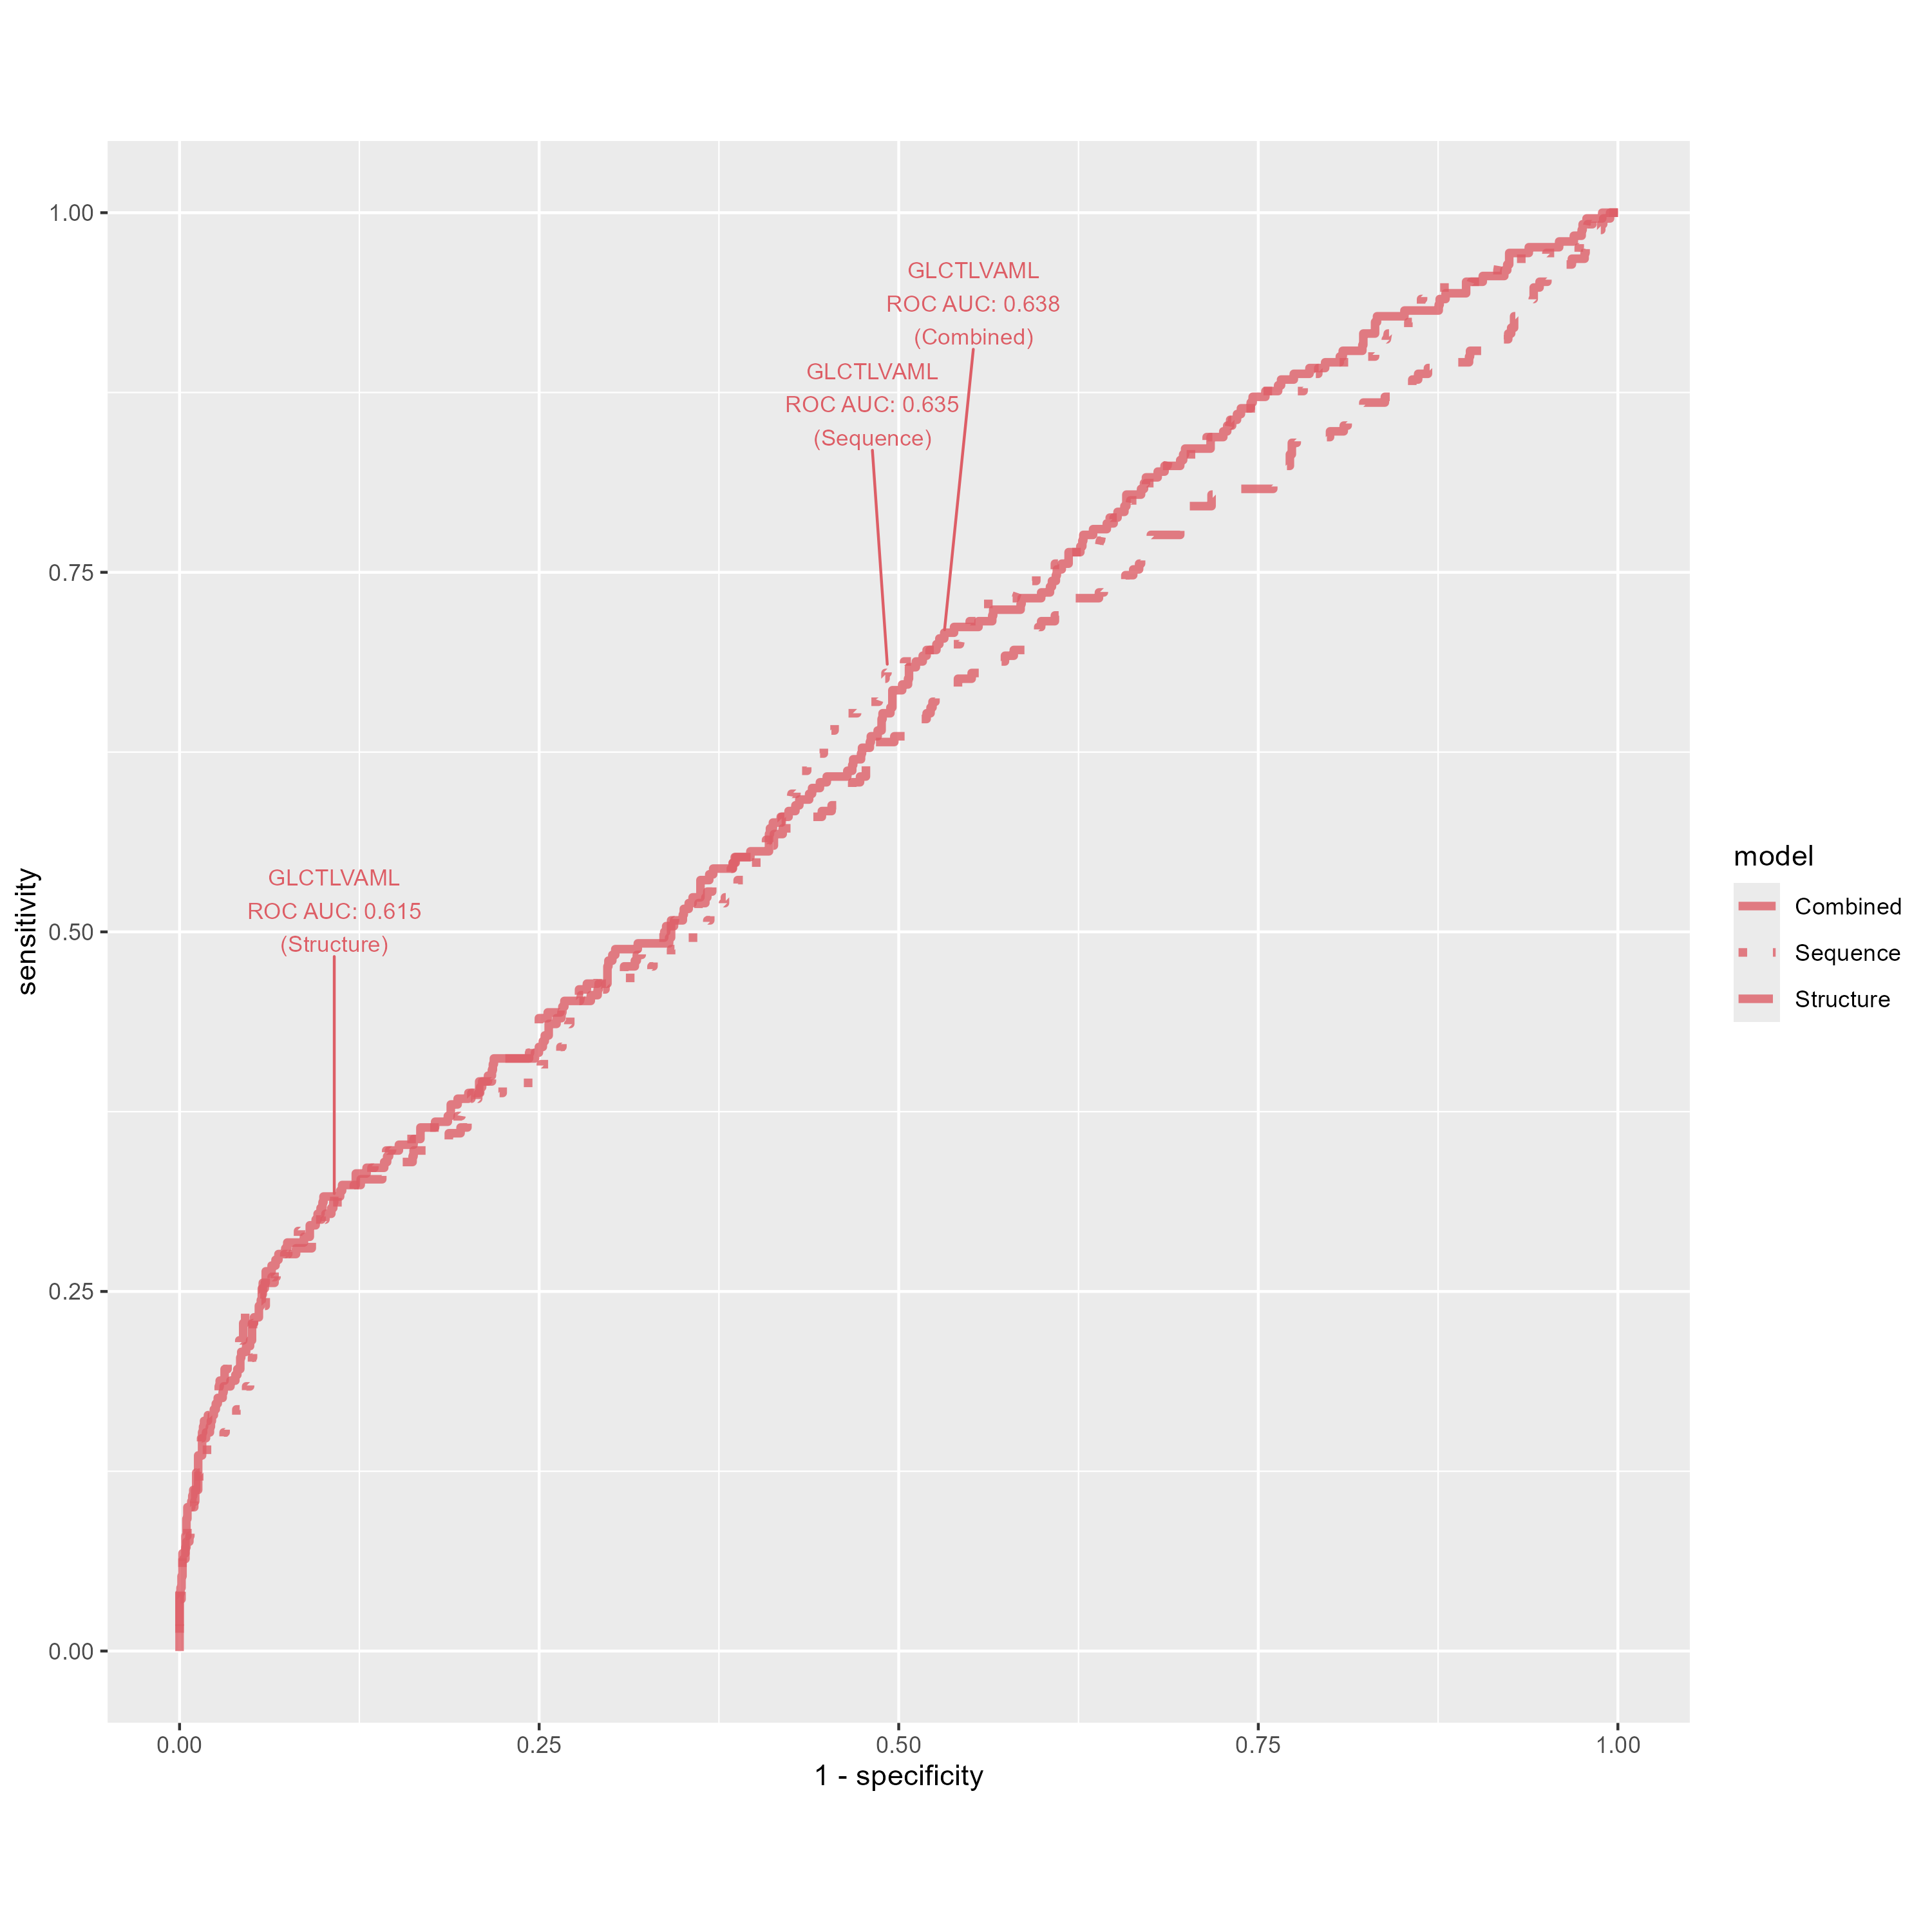 GLCTLVAML
ROC AUC: 0.638
(Combined)
GLCTLVAML
ROC AUC: 0.635
(Sequence)
GLCTLVAML
ROC AUC: 0.615
(Structure)
1.00
0.75
0.50
0.25
0.00
sensitivity
0.00
0.25
0.50
0.75
1.00
1 - specificity
model
Combined
Sequence
Structure